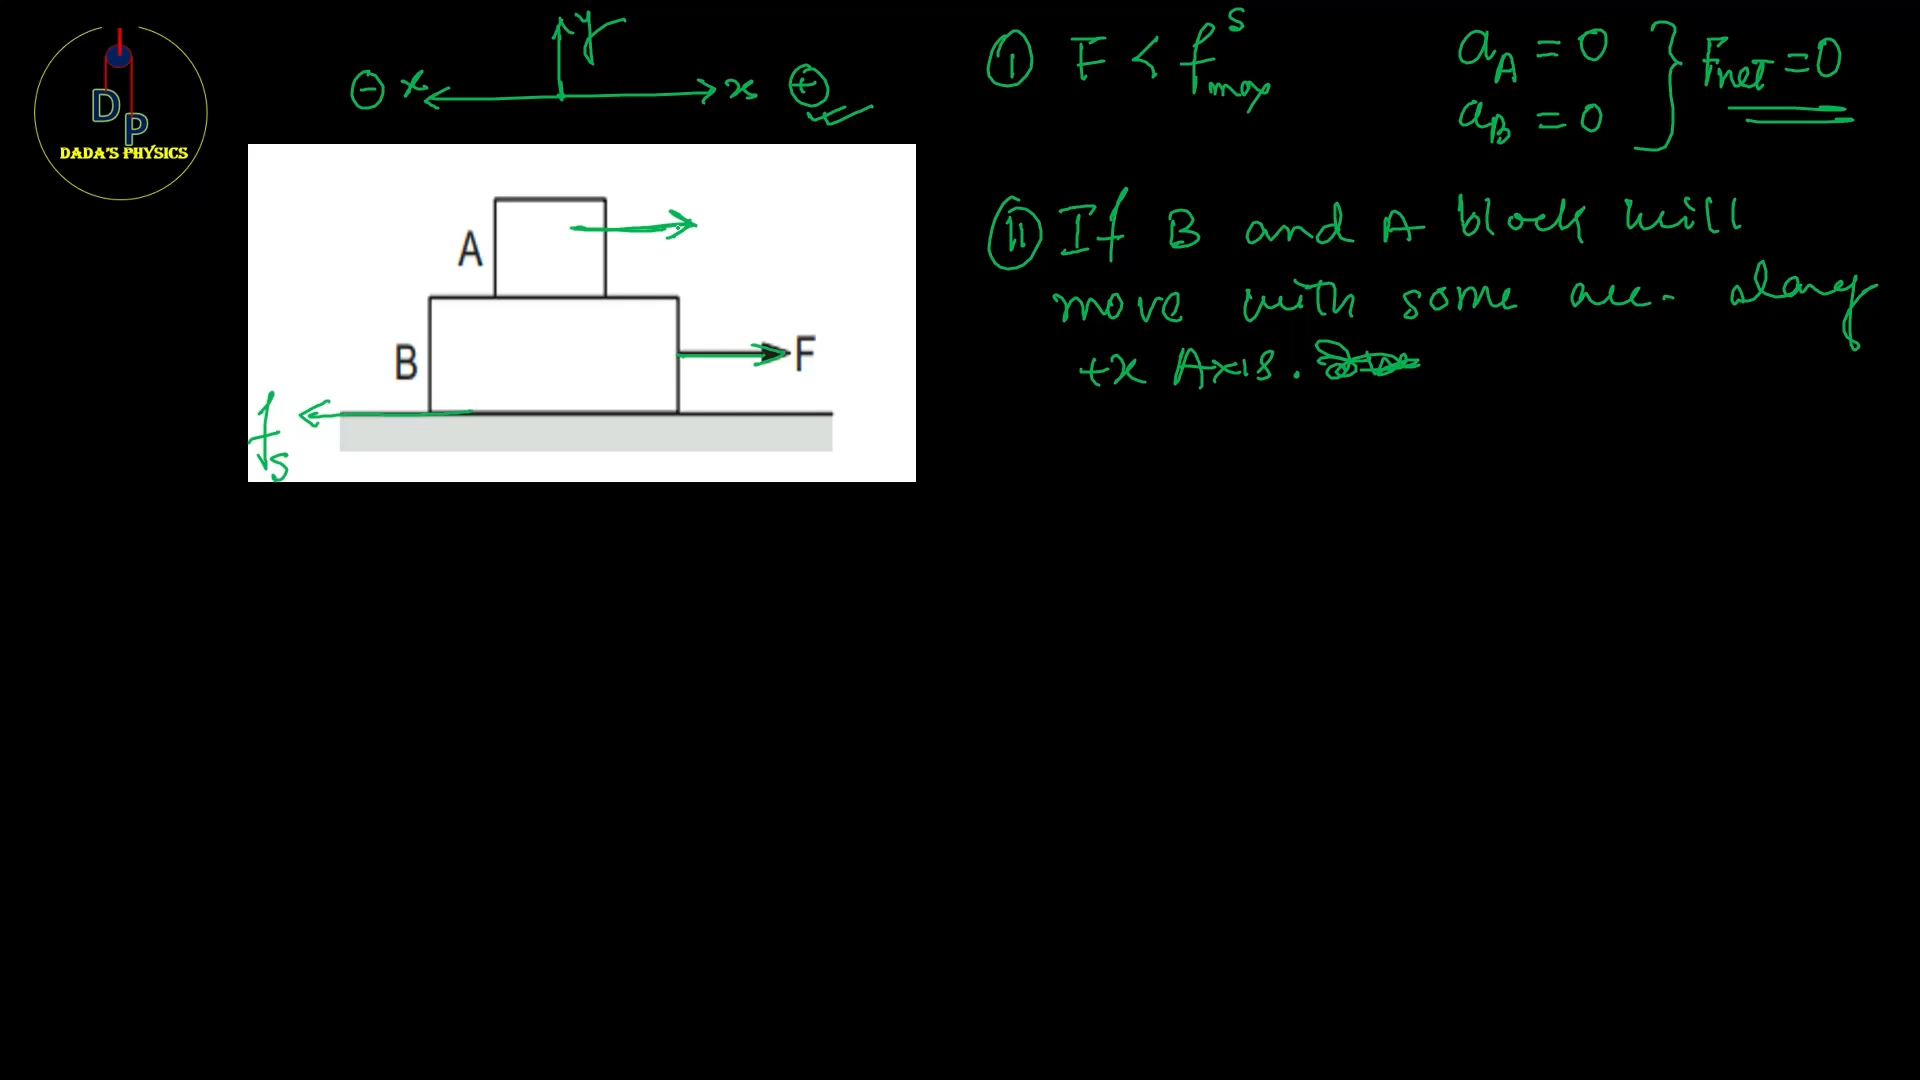 D
P
DADA'S PHYSICS
y
⊖ x x ⊕
A
B
F
fs
① F < f^s_max
a_A = 0
a_B = 0
F_net = 0
ⅱ If B and A block will
move with some acc. along
+x Axis.